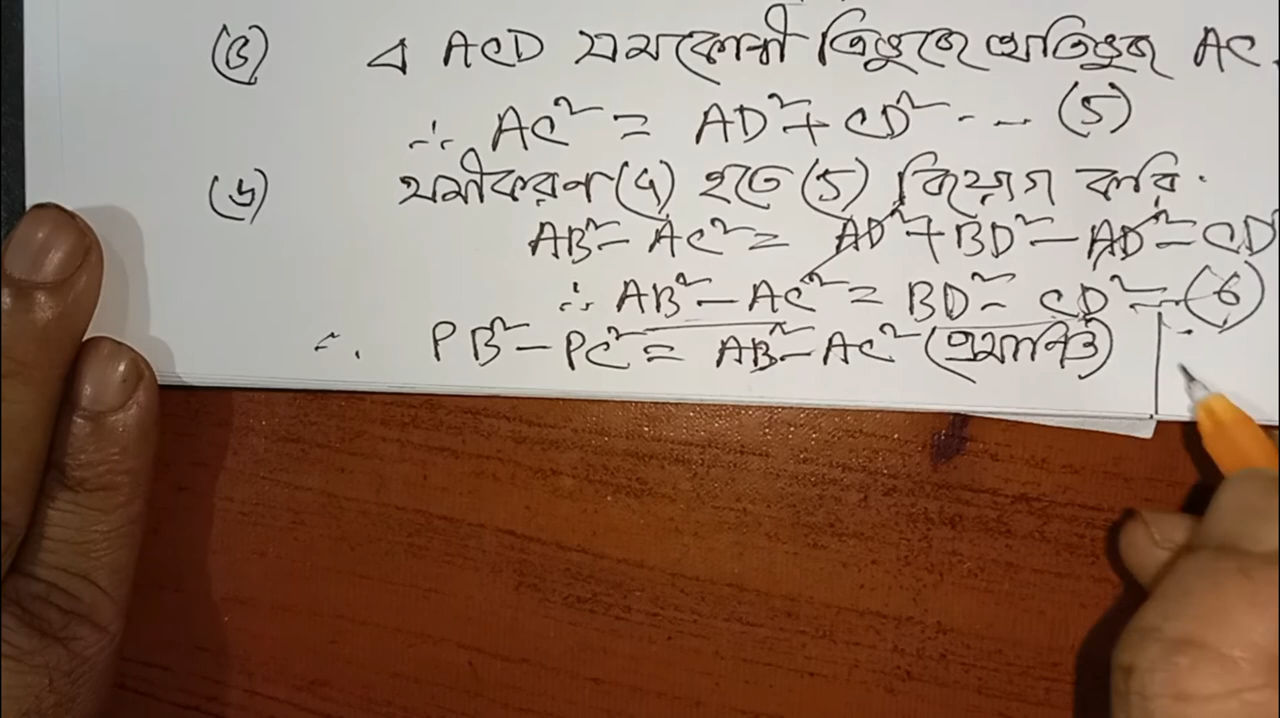 (৫) Δ ACD সমকোণী ত্রিভুজে অতিভুজ AC.
∴ AC² = AD² + CD² --- (5)
(৬) সমীকরণ (4) হতে (5) বিয়োগ করি.
AB² - AC² = AD² + BD² - AD² - CD
∴ AB² - AC² = BD² - CD² - (6)
∴ PB² - PC² = AB² - AC² (প্রমাণিত)